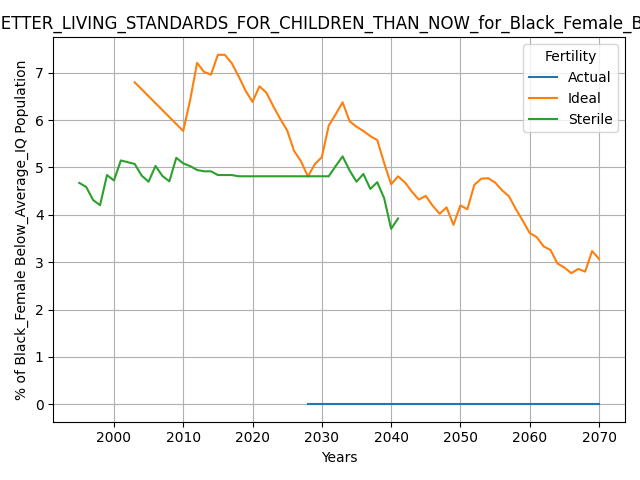 ETTER_LIVING_STANDARDS_FOR_CHILDREN_THAN_NOW_for_Black_Female_B
Fertility
Actual
Ideal
Sterile
% of Black_Female Below_Average_IQ Population
7
6
5
4
3
2
1
0
2000 2010 2020 2030 2040 2050 2060 2070
Years